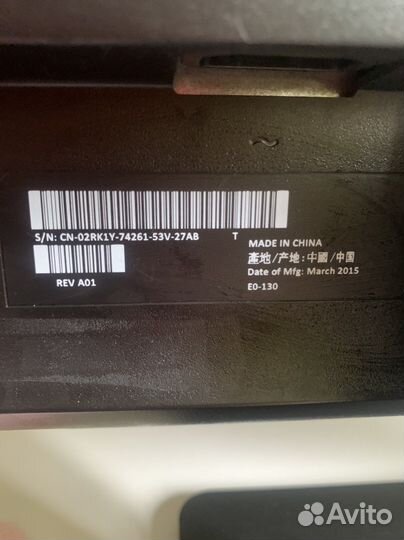 S/N: CN-02RK1Y-74261-53V-27AB T
REV A01
MADE IN CHINA
產地/产地: 中國/中国
Date of Mfg: March 2015
E0-130
Avito